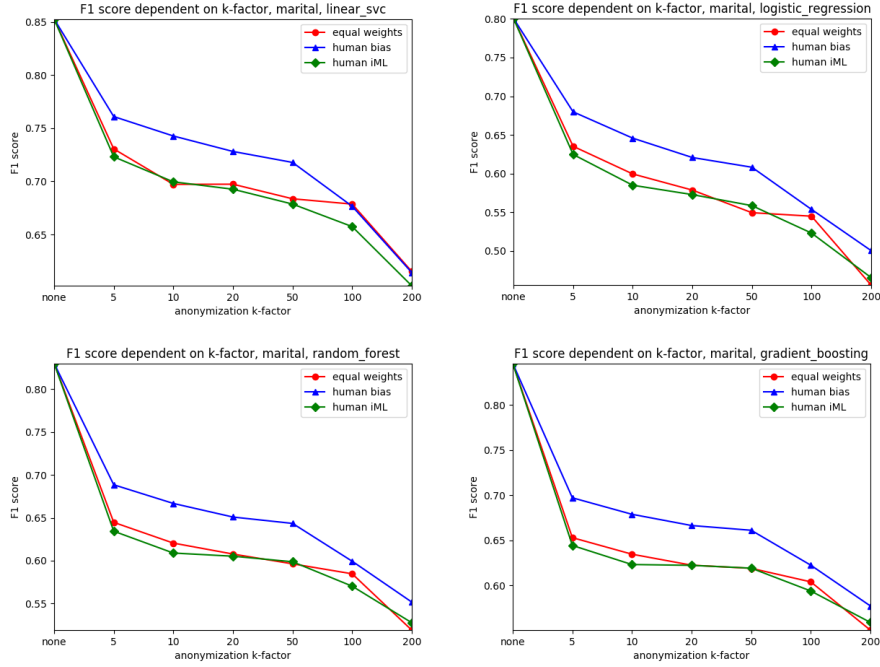 F1 score dependent on k-factor, marital, linear_svc
equal weights
human bias
human iML
0.85
0.80
0.75
0.70
0.65
F1 score
none 5 10 20 50 100 200
anonymization k-factor
F1 score dependent on k-factor, marital, logistic_regression
equal weights
human bias
human iML
0.80
0.75
0.70
0.65
0.60
0.55
0.50
F1 score
none 5 10 20 50 100 200
anonymization k-factor
F1 score dependent on k-factor, marital, random_forest
equal weights
human bias
human iML
0.80
0.75
0.70
0.65
0.60
0.55
F1 score
none 5 10 20 50 100 200
anonymization k-factor
F1 score dependent on k-factor, marital, gradient_boosting
equal weights
human bias
human iML
0.80
0.75
0.70
0.65
0.60
F1 score
none 5 10 20 50 100 200
anonymization k-factor